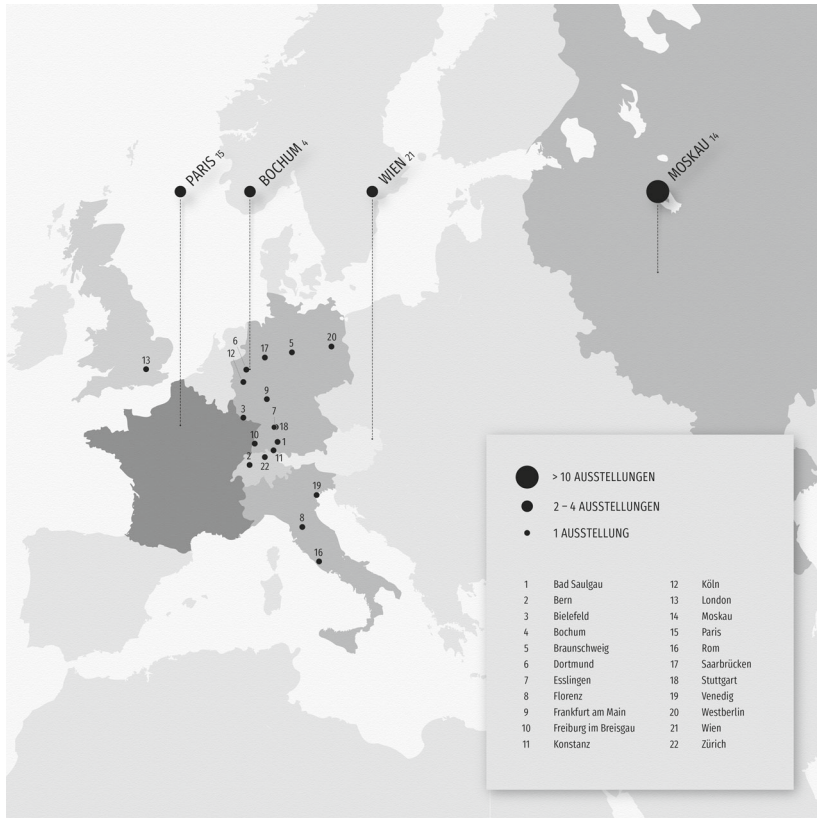 PARIS 15
BOCHUM 4
WIEN 21
MOSKAU 14
6
12
17
5
20
13
9
3
7
18
10
1
2
11
22
19
8
16
> 10 AUSSTELLUNGEN
2 – 4 AUSSTELLUNGEN
1 AUSSTELLUNG
1 Bad Saulgau
2 Bern
3 Bielefeld
4 Bochum
5 Braunschweig
6 Dortmund
7 Esslingen
8 Florenz
9 Frankfurt am Main
10 Freiburg im Breisgau
11 Konstanz
12 Köln
13 London
14 Moskau
15 Paris
16 Rom
17 Saarbrücken
18 Stuttgart
19 Venedig
20 Westberlin
21 Wien
22 Zürich